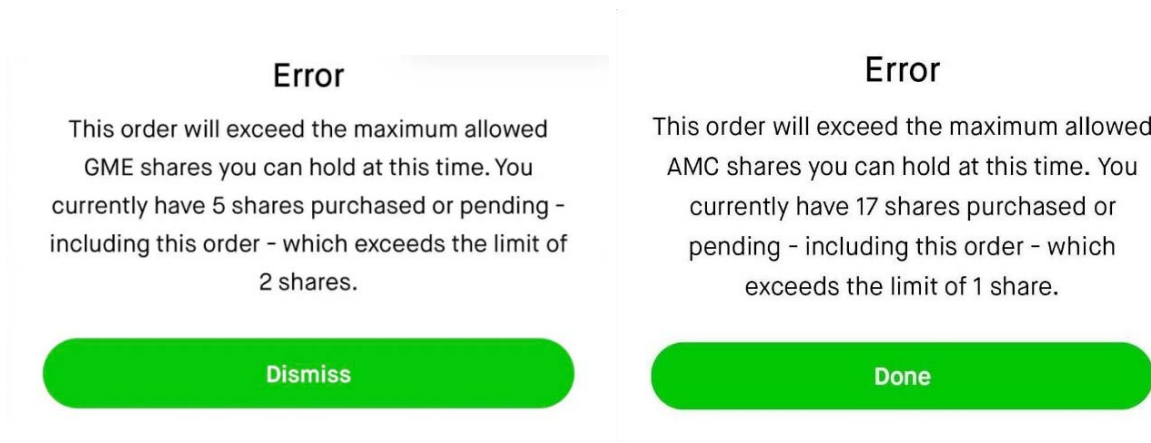 Error
This order will exceed the maximum allowed
GME shares you can hold at this time. You
currently have 5 shares purchased or pending -
including this order - which exceeds the limit of
2 shares.
Dismiss
Error
This order will exceed the maximum allowed
AMC shares you can hold at this time. You
currently have 17 shares purchased or
pending - including this order - which
exceeds the limit of 1 share.
Done